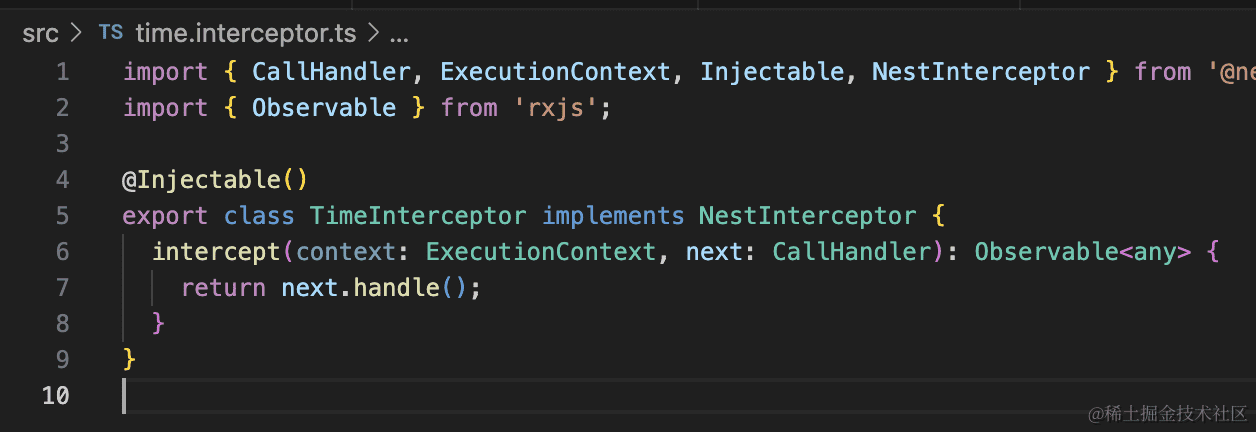 src > TS time.interceptor.ts > ...
1 import { CallHandler, ExecutionContext, Injectable, NestInterceptor } from '@ne
2 import { Observable } from 'rxjs';
3
4 @Injectable()
5 export class TimeInterceptor implements NestInterceptor {
6   intercept(context: ExecutionContext, next: CallHandler): Observable<any> {
7     return next.handle();
8   }
9 }
10
@稀土掘金技术社区